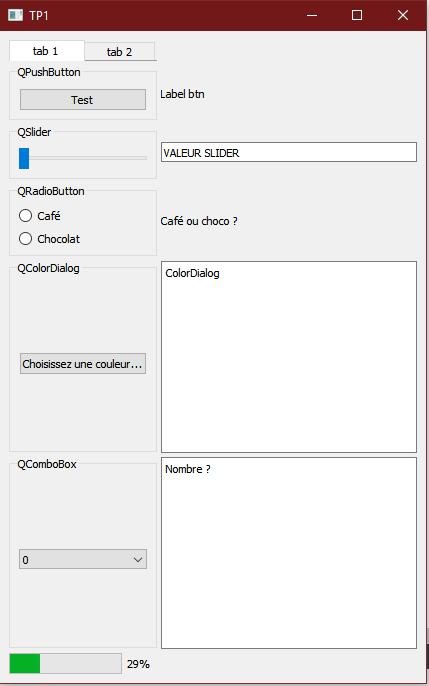 TP1
tab 1
tab 2
QPushButton
Test
Label btn
QSlider
VALEUR SLIDER
QRadioButton
Café
Chocolat
Café ou choco ?
QColorDialog
Choisissez une couleur...
ColorDialog
QComboBox
0
Nombre ?
29%